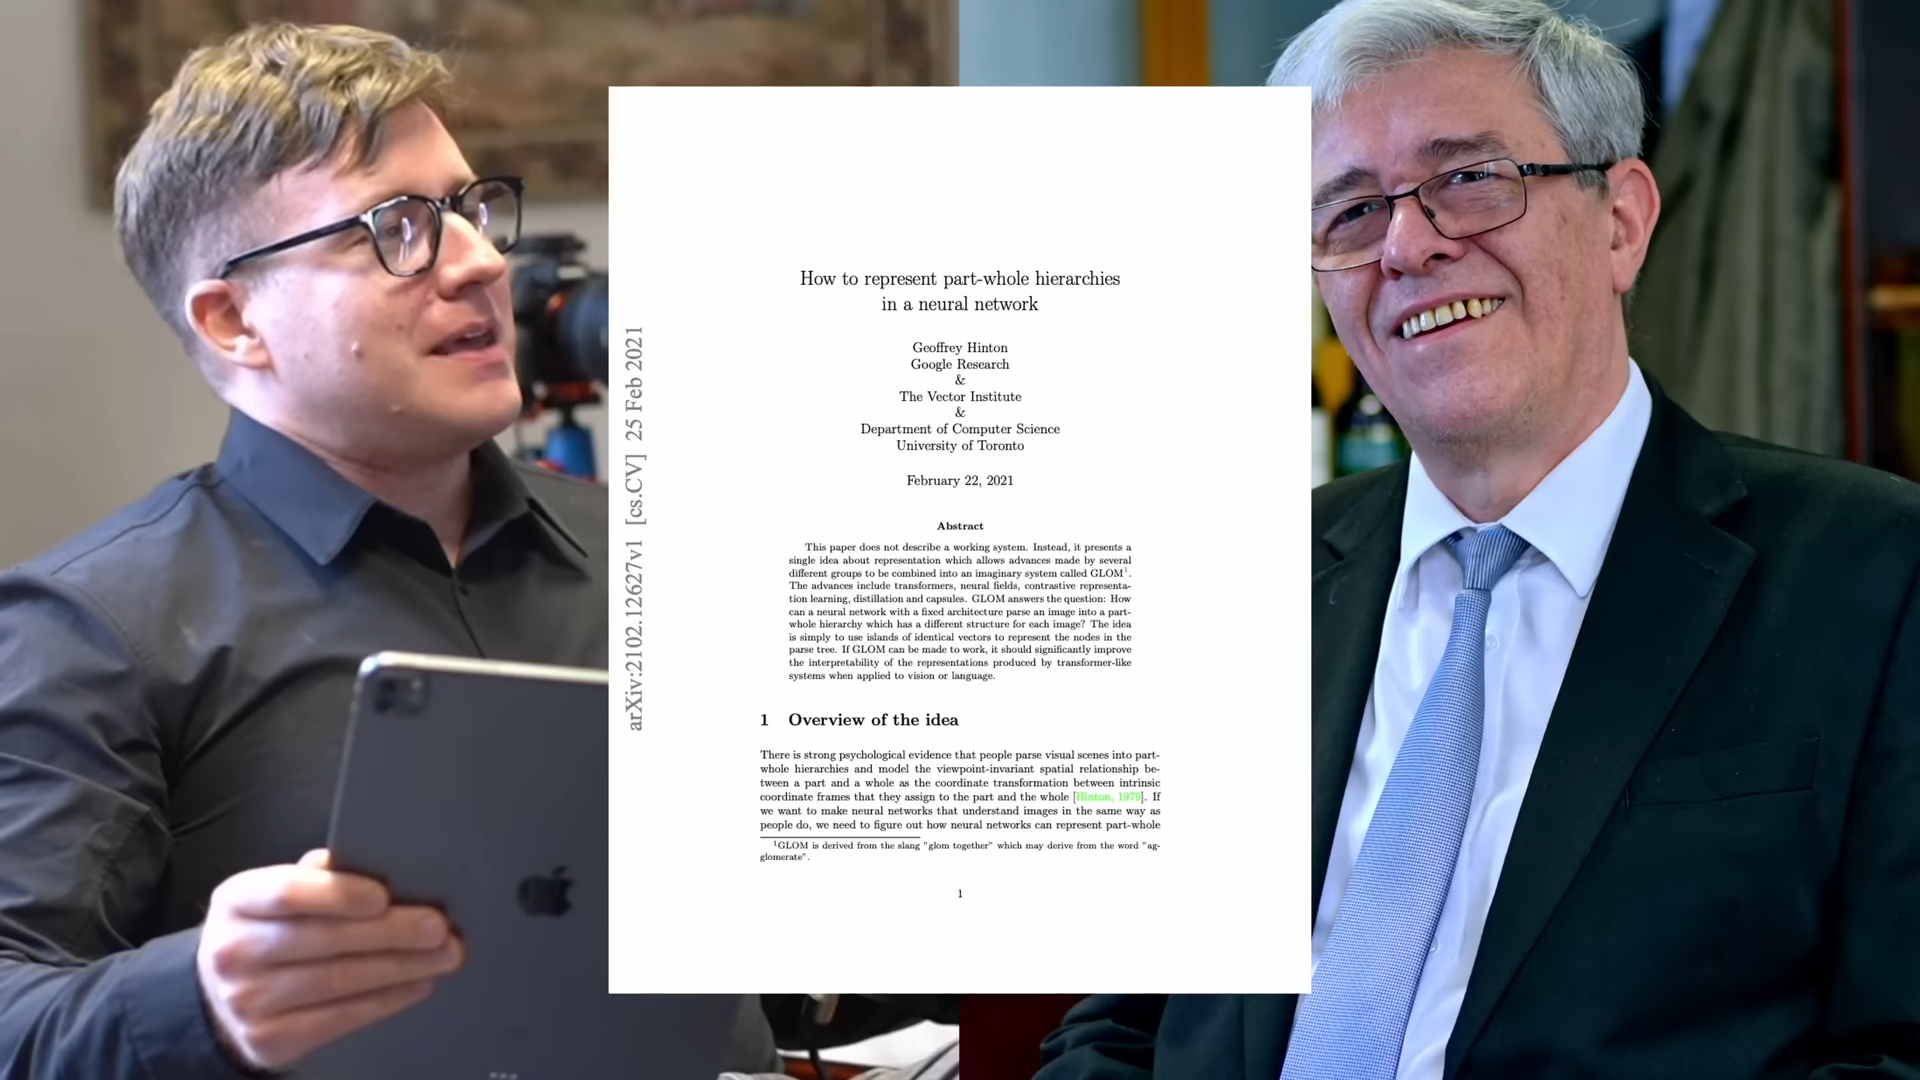 How to represent part-whole hierarchies
in a neural network
Geoffrey Hinton
Google Research
&
The Vector Institute
&
Department of Computer Science
University of Toronto
February 22, 2021
arXiv:2102.12627v1 [cs.CV] 25 Feb 2021
Abstract
This paper does not describe a working system. Instead, it presents a
single idea about representation which allows advances made by several
different groups to be combined into an imaginary system called GLOM1.
The advances include transformers, neural fields, contrastive representa-
tion learning, distillation and capsules. GLOM answers the question: How
can a neural network with a fixed architecture parse an image into a part-
whole hierarchy which has a different structure for each image? The idea
is simply to use islands of identical vectors to represent the nodes in the
parse tree. If GLOM can be made to work, it should significantly improve
the interpretability of the representations produced by transformer-like
systems when applied to vision or language.
1 Overview of the idea
There is strong psychological evidence that people parse visual scenes into part-
whole hierarchies and model the viewpoint-invariant spatial relationship be-
tween a part and a whole as the coordinate transformation between intrinsic
coordinate frames that they assign to the part and the whole [Hinton, 1979]. If
we want to make neural networks that understand images in the same way as
people do, we need to figure out how neural networks can represent part-whole
1GLOM is derived from the slang "glom together" which may derive from the word "ag-
glomerate".
1